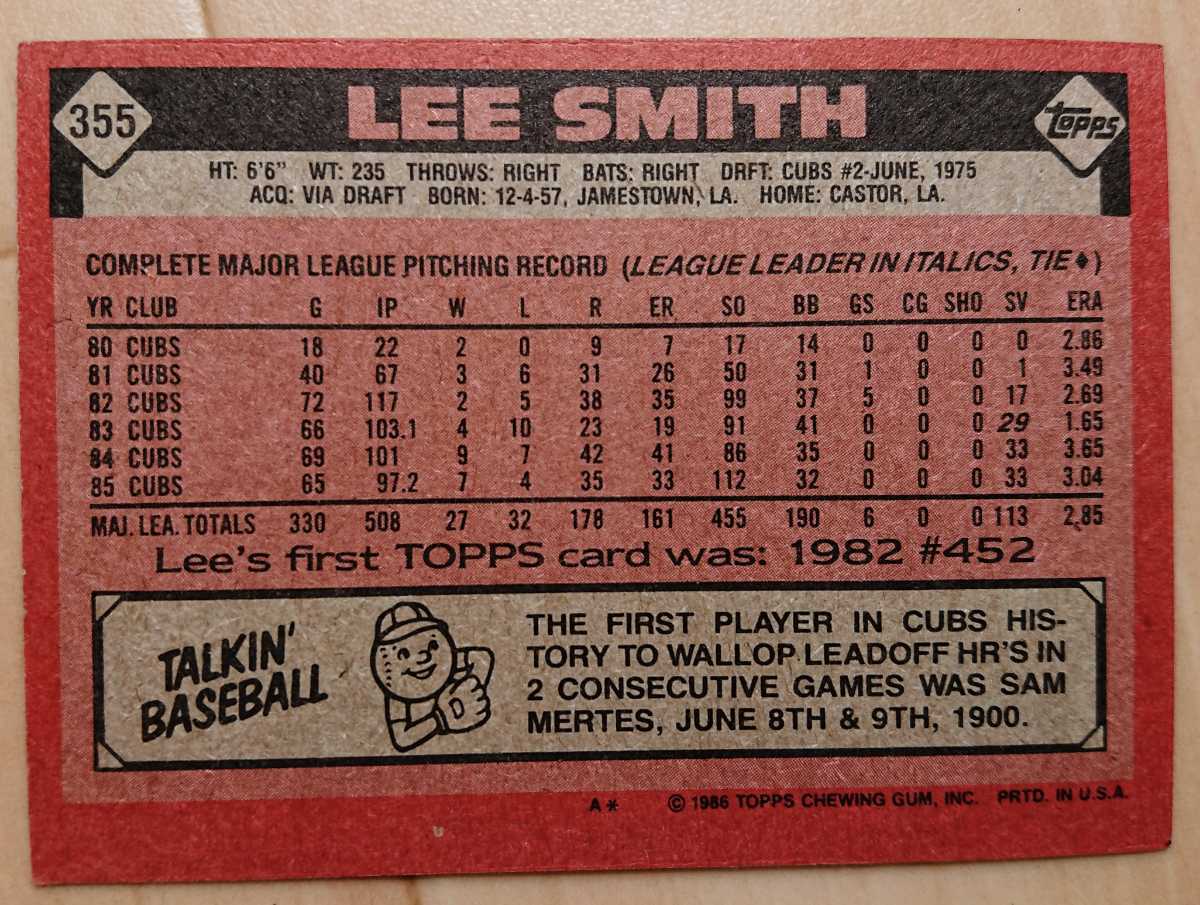 355 LEE SMITH topps
HT: 6'6" WT: 235 THROWS: RIGHT BATS: RIGHT DRFT: CUBS #2-JUNE, 1975
ACQ: VIA DRAFT BORN: 12-4-57, JAMESTOWN, LA. HOME: CASTOR, LA.
COMPLETE MAJOR LEAGUE PITCHING RECORD (LEAGUE LEADER IN ITALICS, TIE♦)
YR CLUB G IP W L R ER SO BB GS CG SHO SV ERA
80 CUBS 18 22 2 0 9 7 17 14 0 0 0 0 2.86
81 CUBS 40 67 3 6 31 26 50 31 1 0 0 1 3.49
82 CUBS 72 117 2 5 38 35 99 37 5 0 0 17 2.69
83 CUBS 66 103.1 4 10 23 19 91 41 0 0 0 29 1.65
84 CUBS 69 101 9 7 42 41 86 35 0 0 0 33 3.65
85 CUBS 65 97.2 7 4 35 33 112 32 0 0 0 33 3.04
MAJ. LEA. TOTALS 330 508 27 32 178 161 455 190 6 0 0 113 2.85
Lee's first TOPPS card was: 1982 #452
TALKIN'
BASEBALL
THE FIRST PLAYER IN CUBS HIS-
TORY TO WALLOP LEADOFF HR'S IN
2 CONSECUTIVE GAMES WAS SAM
MERTES, JUNE 8TH & 9TH, 1900.
A* © 1986 TOPPS CHEWING GUM, INC. PRTD. IN U.S.A.